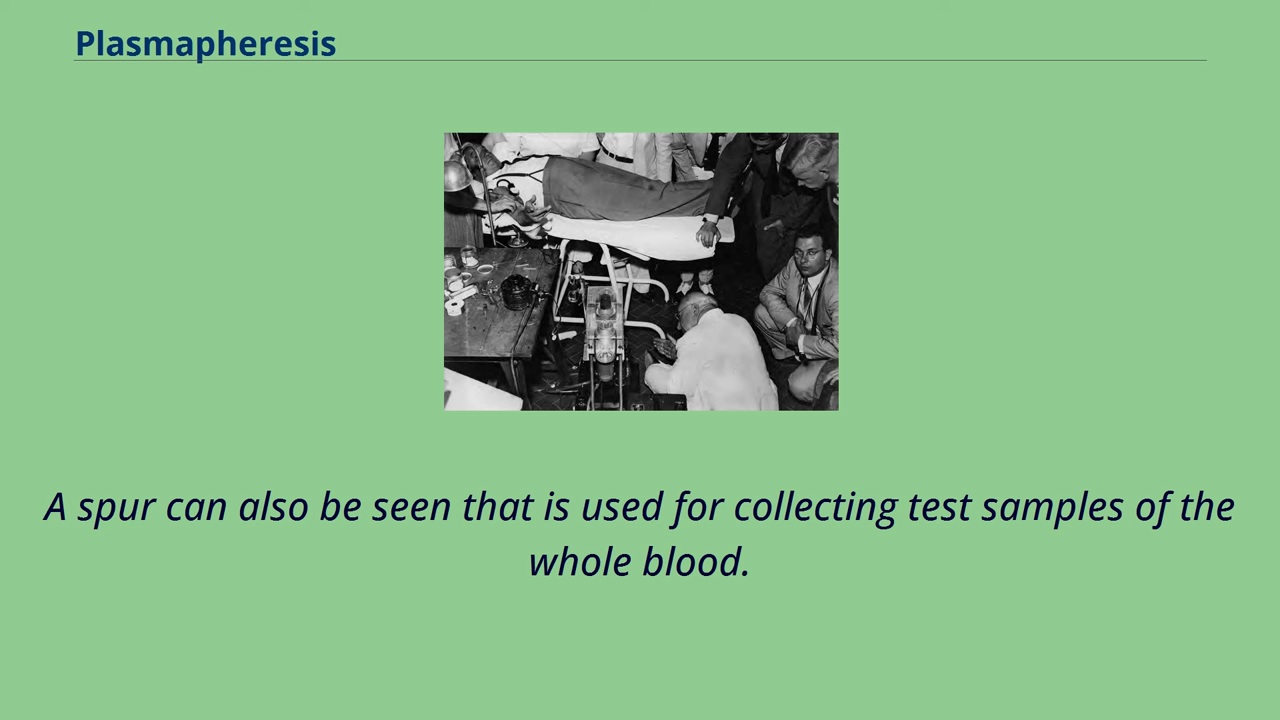 Plasmapheresis
A spur can also be seen that is used for collecting test samples of the
whole blood.